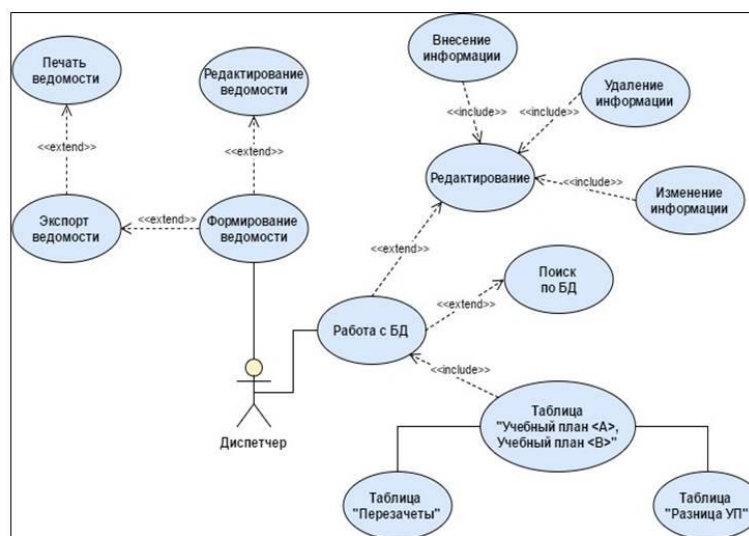 Печать
ведомости
Редактирование
ведомости
Внесение
информации
Удаление
информации
<<extend>>
<<extend>>
<<include>>
<<include>>
Редактирование
<<include>>
Изменение
информации
Экспорт
ведомости
<<extend>>
Формирование
ведомости
<<extend>>
Поиск
по БД
<<extend>>
Работа с БД
<<include>>
Диспетчер
Таблица
"Учебный план <А>,
Учебный план <В>"
Таблица
"Перезачеты"
Таблица
"Разница УП"